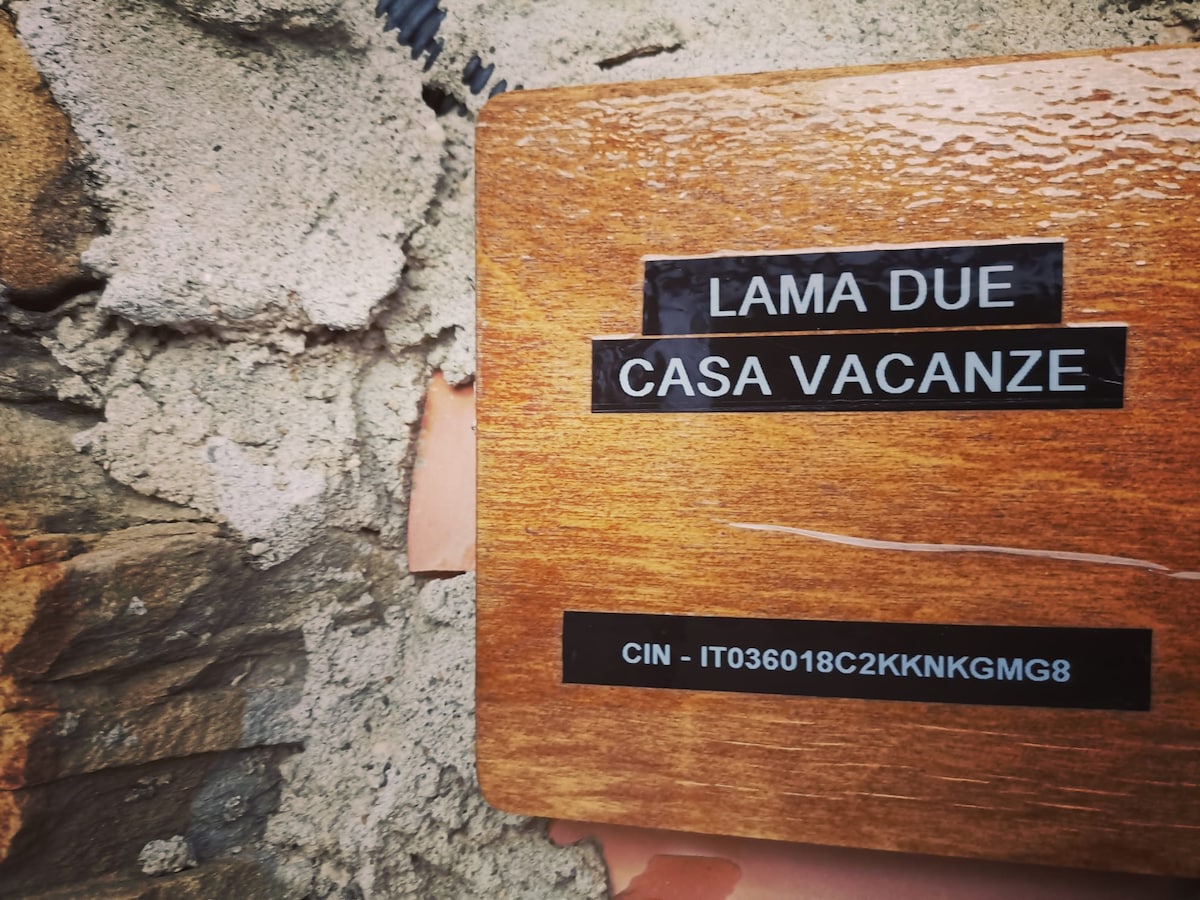 LAMA DUE
CASA VACANZE
CIN - IT036018C2KKNKGMG8